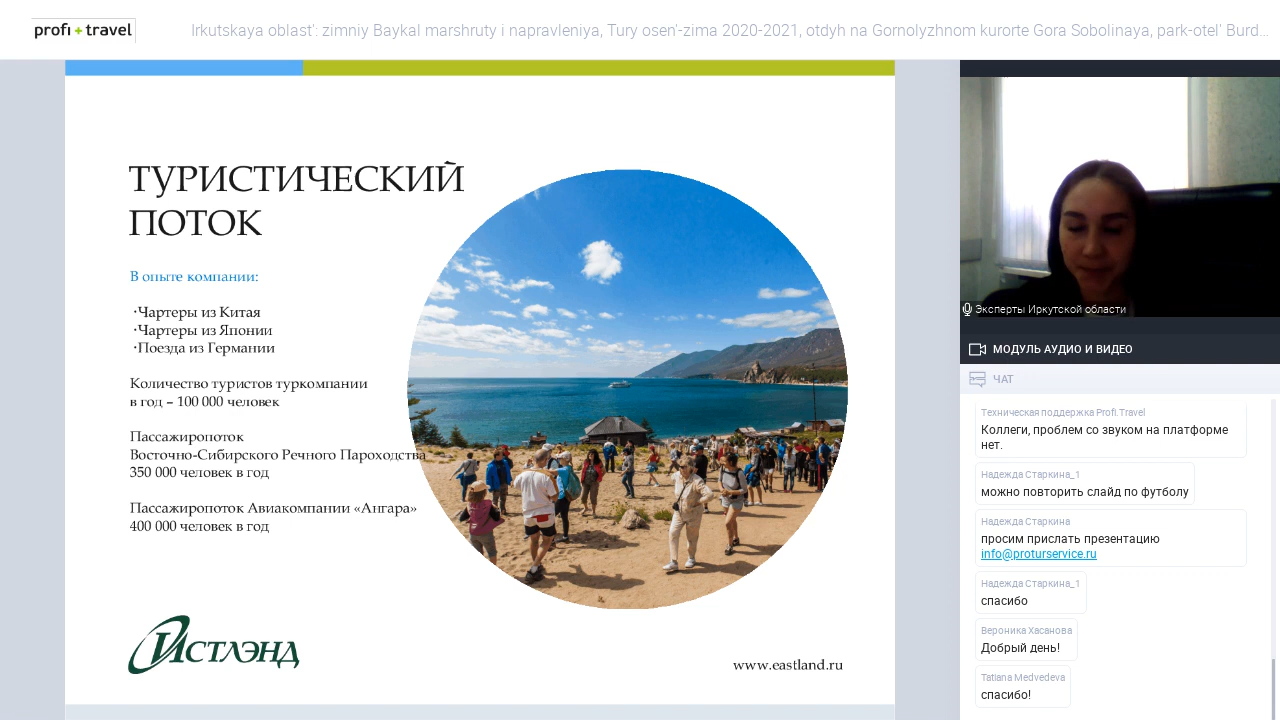 profi + travel
Irkutskaya oblast': zimniy Baykal marshruty i napravleniya, Tury osen'-zima 2020-2021, otdyh na Gornolyzhnom kurorte Gora Sobolinaya, park-otel' Burd...
ТУРИСТИЧЕСКИЙ
ПОТОК
В опыте компании:
·Чартеры из Китая
·Чартеры из Японии
·Поезда из Германии
Количество туристов туркомпании
в год – 100 000 человек
Пассажиропоток
Восточно-Сибирского Речного Пароходства
350 000 человек в год
Пассажиропоток Авиакомпании «Ангара»
400 000 человек в год
Истлэнд
www.eastland.ru
Эксперты Иркутской области
МОДУЛЬ АУДИО И ВИДЕО
ЧАТ
Техническая поддержка Profi.Travel
Коллеги, проблем со звуком на платформе
нет.
Надежда Старкина_1
можно повторить слайд по футболу
Надежда Старкина
просим прислать презентацию
info@proturservice.ru
Надежда Старкина_1
спасибо
Вероника Хасанова
Добрый день!
Tatiana Medvedeva
спасибо!